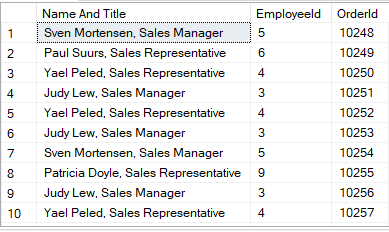 Name And Title EmployeeId OrderId
1 Sven Mortensen, Sales Manager 5 10248
2 Paul Suurs, Sales Representative 6 10249
3 Yael Peled, Sales Representative 4 10250
4 Judy Lew, Sales Manager 3 10251
5 Yael Peled, Sales Representative 4 10252
6 Judy Lew, Sales Manager 3 10253
7 Sven Mortensen, Sales Manager 5 10254
8 Patricia Doyle, Sales Representative 9 10255
9 Judy Lew, Sales Manager 3 10256
10 Yael Peled, Sales Representative 4 10257